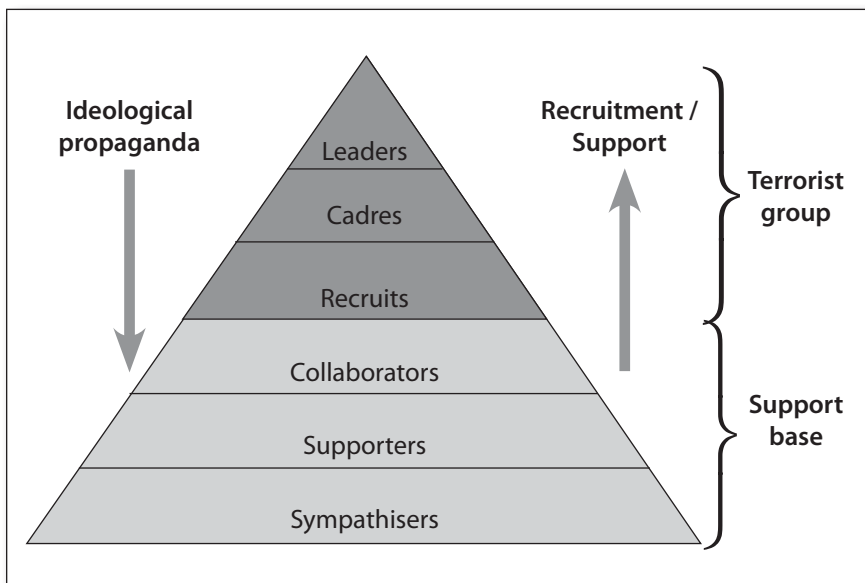 Ideological
propaganda
Recruitment /
Support
Leaders
Cadres
Recruits
Terrorist
group
Collaborators
Supporters
Sympathisers
Support
base